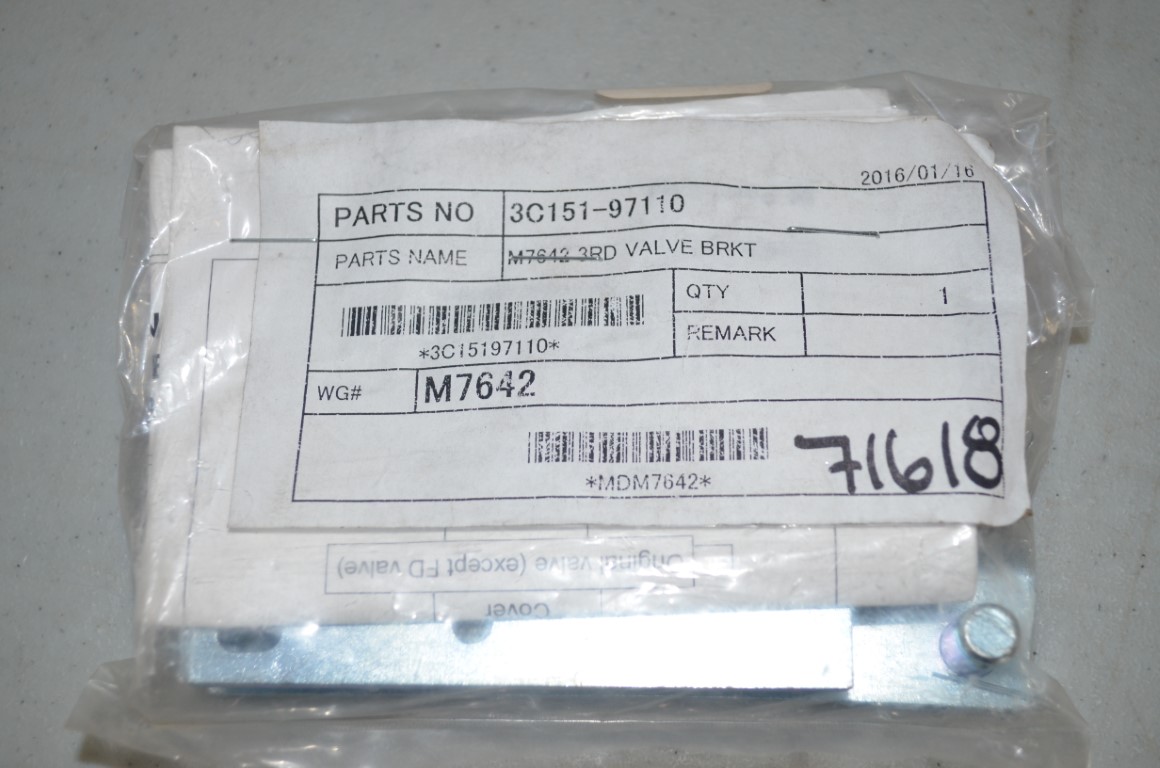 2016/01/16
PARTS NO 3C151-97110
PARTS NAME M7642 3RD VALVE BRKT
QTY 1
*3C15197110*
REMARK
WG# M7642
*MDM7642*
71618
Original valve (except FD valve)
Cover